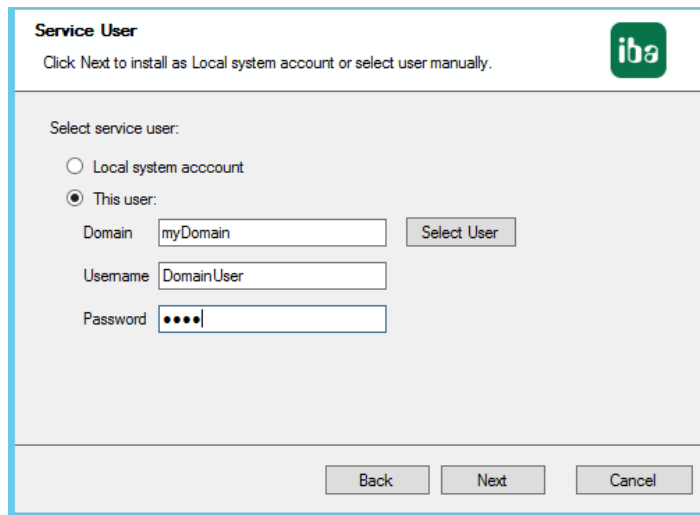 Service User
Click Next to install as Local system account or select user manually.
iba
Select service user:
Local system acccount
This user:
Domain myDomain Select User
Username DomainUser
Password ●●●●
Back Next Cancel